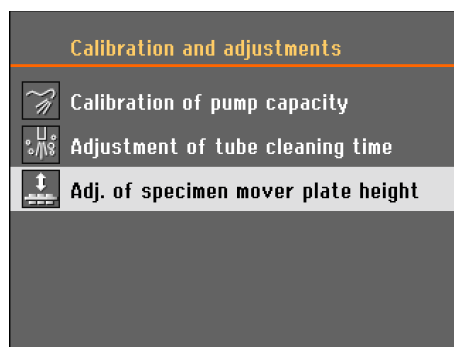 Calibration and adjustments
Calibration of pump capacity
Adjustment of tube cleaning time
Adj. of specimen mover plate height